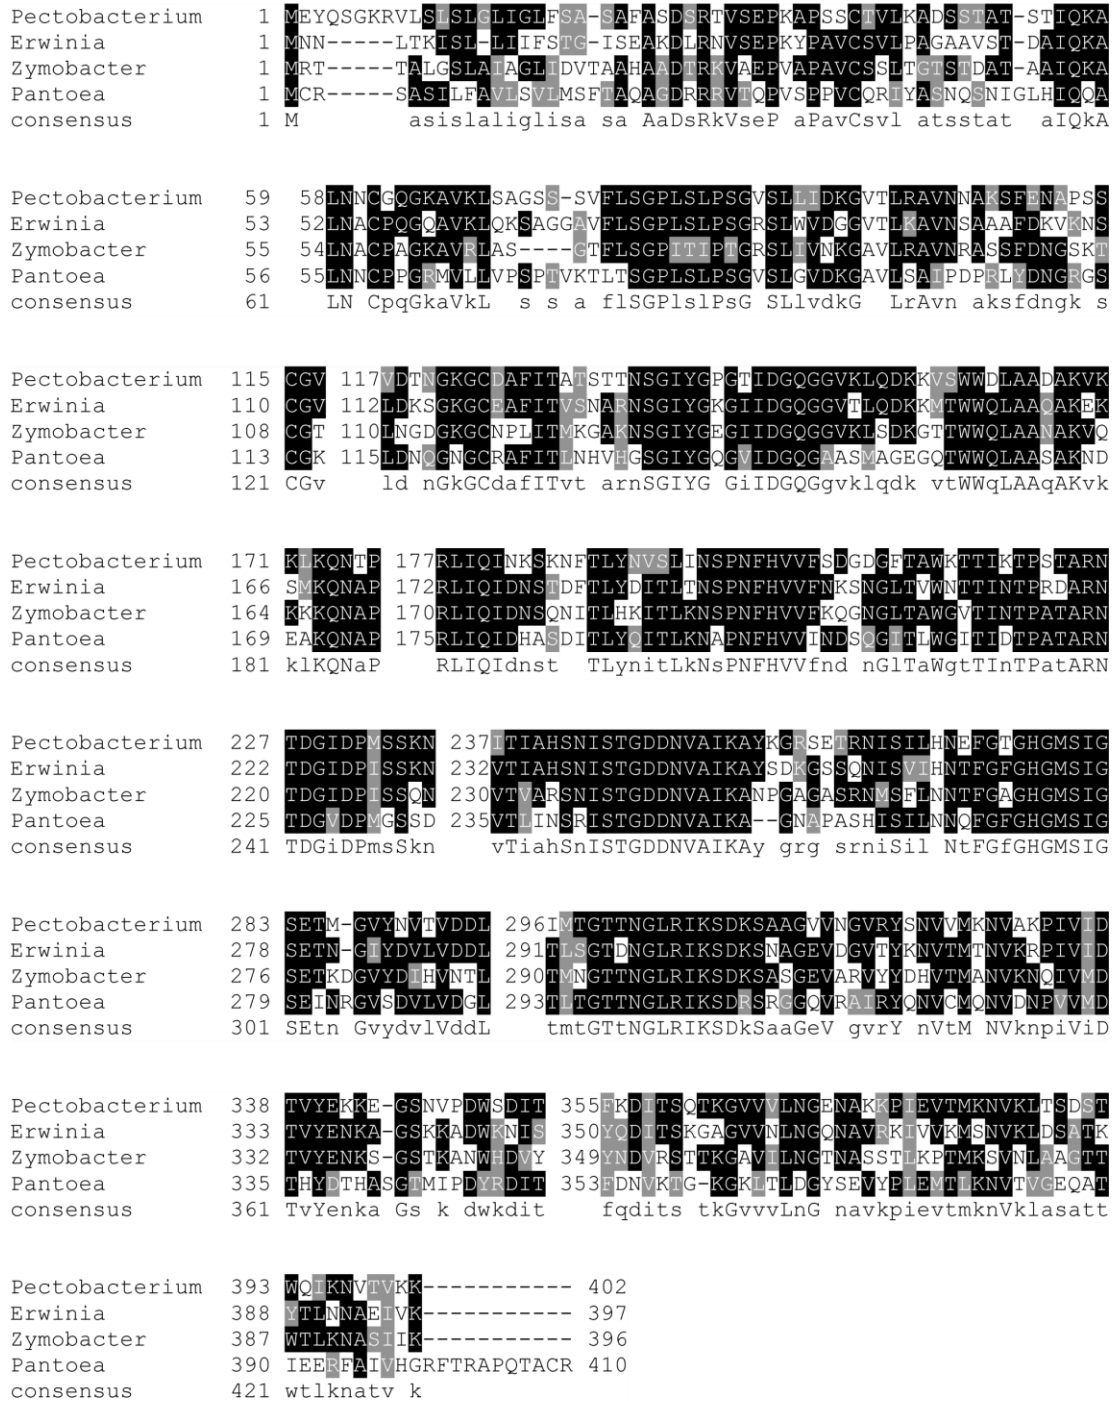 Pectobacterium 1 MEYQSGKRVLSLSLGLIGLFSA-SAFASDSRTVSEPKAPSSCTVLKADSSTAT-STIQKA
Erwinia 1 MNN-----LTKISL-LIIFSTG-ISEAKDLRNVSEPKYPAVCSVLPAGAAVST-DAIQKA
Zymobacter 1 MRT-----TALGSLAIAGLIDVTAAHAADTRKVAEPVAPAVCSSLTGTSTDAT-AAIQKA
Pantoea 1 MCR-----SASILFAVLSVLMSFTAQAGDRRRVTQPVSPPVCQRIYASNQSNIGLHIQQA
consensus 1 M asislaliglisa sa AaDsRkVseP aPavCsvl atsstat aIQkA
Pectobacterium 59 58LNNCGQGKAVKLSAGSS-SVFLSGPLSLPSGVSLLIDKGVTLRAVNNAKSFENAPSS
Erwinia 53 52LNACPQGQAVKLQKSAGGAVFLSGPLSLPSGRSLWVDGGVTLKAVNSAAAFDKVKNS
Zymobacter 55 54LNACPAGKAVRLAS----GTFLSGPITIPTGRSLIVNKGAVLRAVNRASSFDNGSKT
Pantoea 56 55LNNCPPGRMVLLVPSPTVKTLTSGPLSLPSGVSLGVDKGAVLSAIPDPRLYDNGRGS
consensus 61 LN CpqGkaVkL s s a flSGPlslPsG SLlvdkG LrAvn aksfdngk s
Pectobacterium 115 CGV 117VDTNGKGCDAFITATSTTNSGIYGPGTIDGQGGVKLQDKKVSWWDLAADAKVK
Erwinia 110 CGV 112LDKSGKGCEAFITVSNARNSGIYGKGIIDGQGGVTLQDKKMTWWQLAAQAKEK
Zymobacter 108 CGT 110LNGDGKGCNPLITMKGAKNSGIYGEGIIDGQGGVKLSDKGTTWWQLAANAKVQ
Pantoea 113 CGK 115LDNQGNGCRAFITLNHVHGSGIYGQGVIDGQGAASMAGEGQTWWQLAASAKND
consensus 121 CGv ld nGkGCdafITvt arnSGIYG GiIDGQGgvklqdk vtWWqLAAqAKvk
Pectobacterium 171 KLKQNTP 177RLIQINKSKNFTLYNVSLINSPNFHVVFSDGDGFTAWKTTIKTPSTARN
Erwinia 166 SMKQNAP 172RLIQIDNSTDFTLYDITLTNSPNFHVVFNKSNGLTVWNTTINTPRDARN
Zymobacter 164 KKKQNAP 170RLIQIDNSQNITLHKITLKNSPNFHVVFKQGNGLTAWGVTINTPATARN
Pantoea 169 EAKQNAP 175RLIQIDHASDITLYQITLKNAPNFHVVINDSQGITLWGITIDTPATARN
consensus 181 klKQNaP RLIQIdnst TLynitLkNsPNFHVVfnd nGlTaWgtTInTPatARN
Pectobacterium 227 TDGIDPMSSKN 237ITIAHSNISTGDDNVAIKAYKGRSETRNISILHNEFGTGHGMSIG
Erwinia 222 TDGIDPISSKN 232VTIAHSNISTGDDNVAIKAYSDKGSSQNISVIHNTFGFGHGMSIG
Zymobacter 220 TDGIDPISSQN 230VTVARSNISTGDDNVAIKANPGAGASRNMSFLNNTFGAGHGMSIG
Pantoea 225 TDGVDPMGSSD 235VTLINSRISTGDDNVAIKA--GNAPASHISILNNQFGFGHGMSIG
consensus 241 TDGiDPmsSkn vTiahSnISTGDDNVAIKAy grg srniSil NtFGfGHGMSIG
Pectobacterium 283 SETM-GVYNVTVDDL 296IMTGTTNGLRIKSDKSAAGVVNGVRYSNVVMKNVAKPIVID
Erwinia 278 SETN-GIYDVLVDDL 291TLSGTDNGLRIKSDKSNAGEVDGVTYKNVTMTNVKRPIVID
Zymobacter 276 SETKDGVYDIHVNTL 290TMNGTTNGLRIKSDKSASGEVARVYYDHVTMANVKNQIVMD
Pantoea 279 SEINRGVSDVLVDGL 293TLTGTTNGLRIKSDRSRGGQVRAIRYQNVCMQNVDNPVVMD
consensus 301 SEtn GvydvlVddL tmtGTtNGLRIKSDkSaaGeV gvrY nVtM NVknpiViD
Pectobacterium 338 TVYEKKE-GSNVPDWSDIT 355FKDITSQTKGVVVLNGENAKKPIEVTMKNVKLTSDST
Erwinia 333 TVYENKA-GSKKADWKNIS 350YQDITSKGAGVVNLNGQNAVRKIVVKMSNVKLDSATK
Zymobacter 332 TVYENKS-GSTKANWHDVY 349YNDVRSTTKGAVILNGTNASSTLKPTMKSVNLAAGTT
Pantoea 335 THYDTHASGTMIPDYRDIT 353FDNVKTG-KGKLTLDGYSEVYPLEMTLKNVTVGEQAT
consensus 361 TvYenka Gs k dwkdit fqdits tkGvvvLnG navkpievtmknVklasatt
Pectobacterium 393 WQIKNVTVKK----------- 402
Erwinia 388 YTLNNAEIVK----------- 397
Zymobacter 387 WTLKNASIIK----------- 396
Pantoea 390 IEERFAIVHGRFTRAPQTACR 410
consensus 421 wtlknatv k